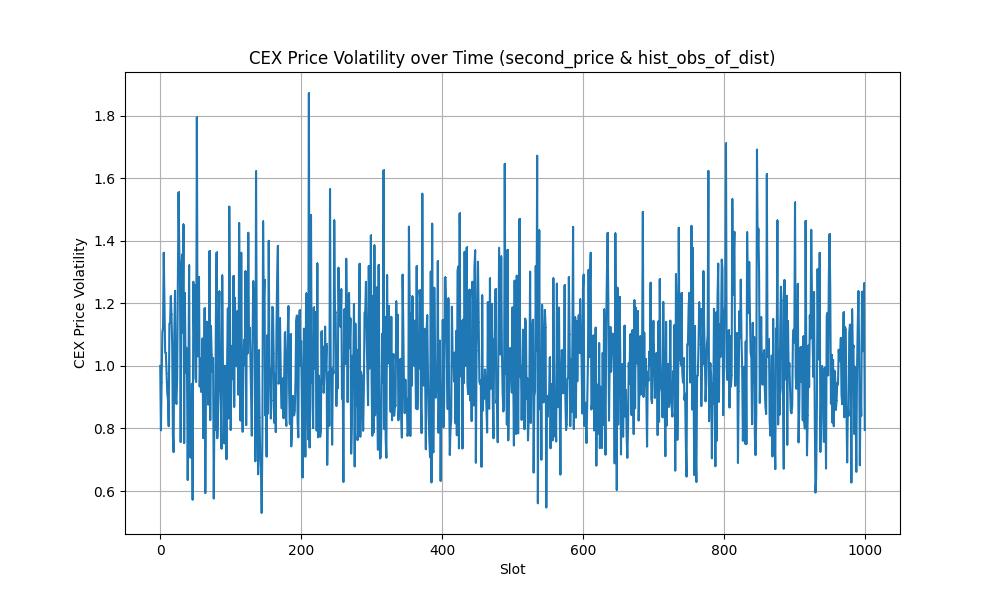 CEX Price Volatility over Time (second_price & hist_obs_of_dist)
CEX Price Volatility
1.8
1.6
1.4
1.2
1.0
0.8
0.6
0 200 400 600 800 1000
Slot